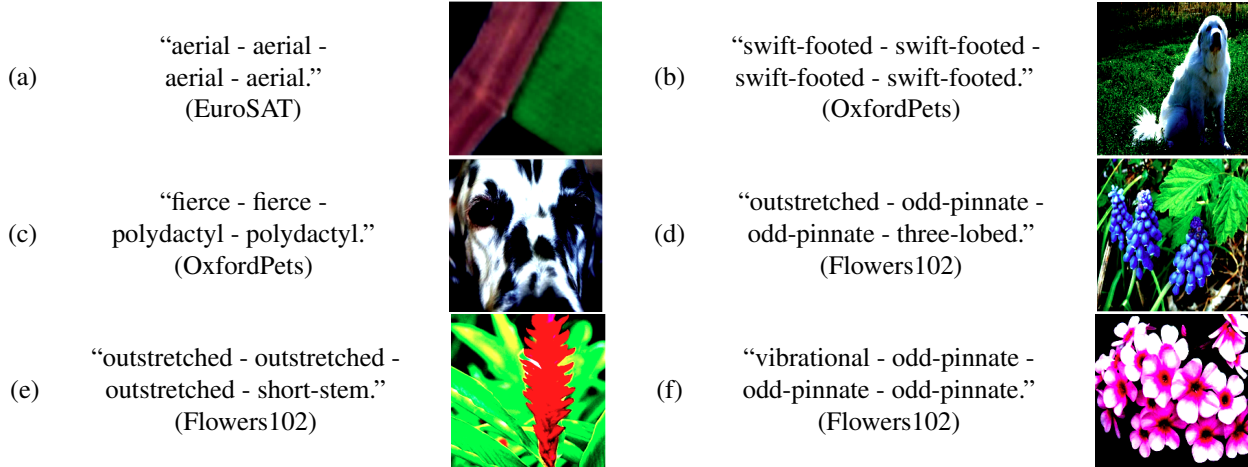 (a)
“aerial - aerial -
aerial - aerial.”
(EuroSAT)
(b)
“swift-footed - swift-footed -
swift-footed - swift-footed.”
(OxfordPets)
(c)
“fierce - fierce -
polydactyl - polydactyl.”
(OxfordPets)
(d)
“outstretched - odd-pinnate -
odd-pinnate - three-lobed.”
(Flowers102)
(e)
“outstretched - outstretched -
outstretched - short-stem.”
(Flowers102)
(f)
“vibrational - odd-pinnate -
odd-pinnate - odd-pinnate.”
(Flowers102)